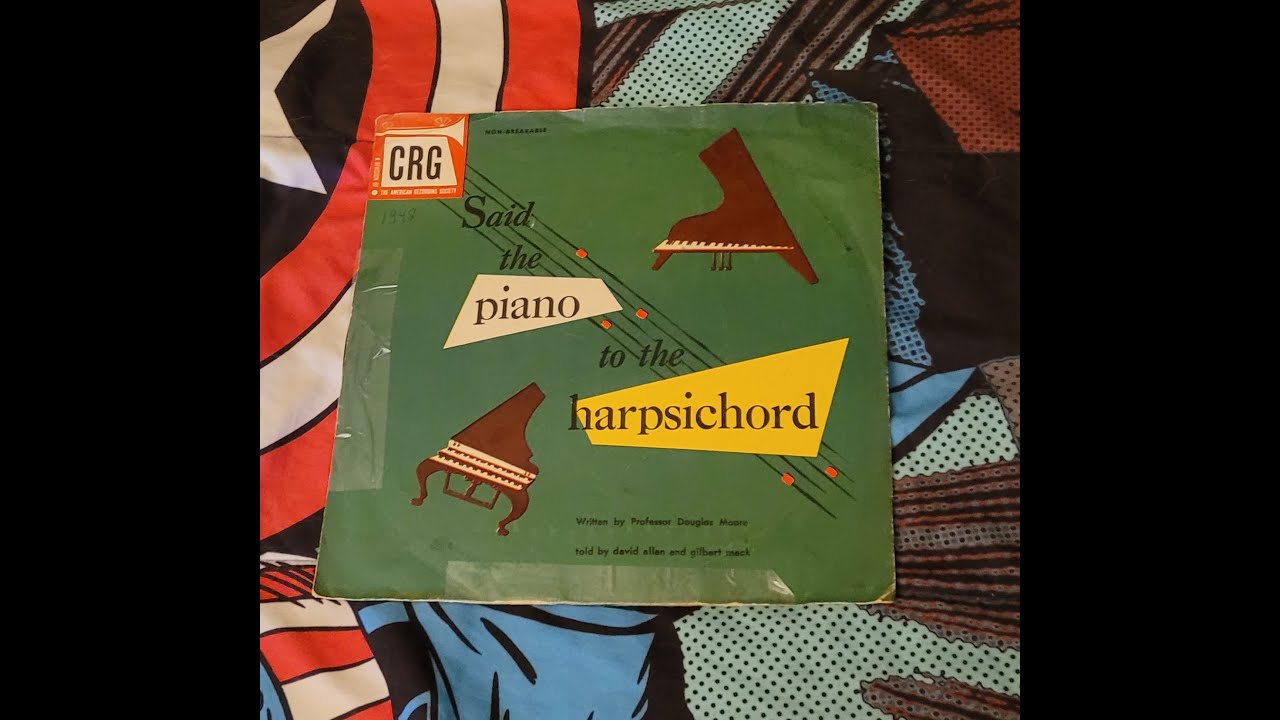 NON-BREAKABLE
CRG
THE AMERICAN RECORDING SOCIETY
1948
Said
the
piano
to the
harpsichord
Written by Professor Douglas Moore
told by david allen and gilbert mack